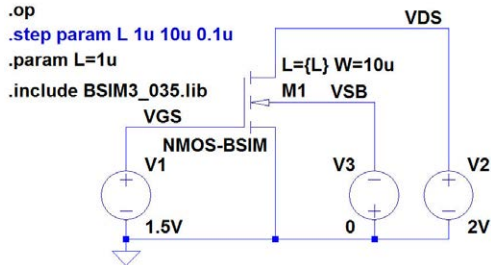 .op
.step param L 1u 10u 0.1u
.param L=1u
.include BSIM3_035.lib
VDS
L={L} W=10u
M1
VSB
VGS
NMOS-BSIM
V1
V3
V2
+
-
-
+
+
-
1.5V
0
2V